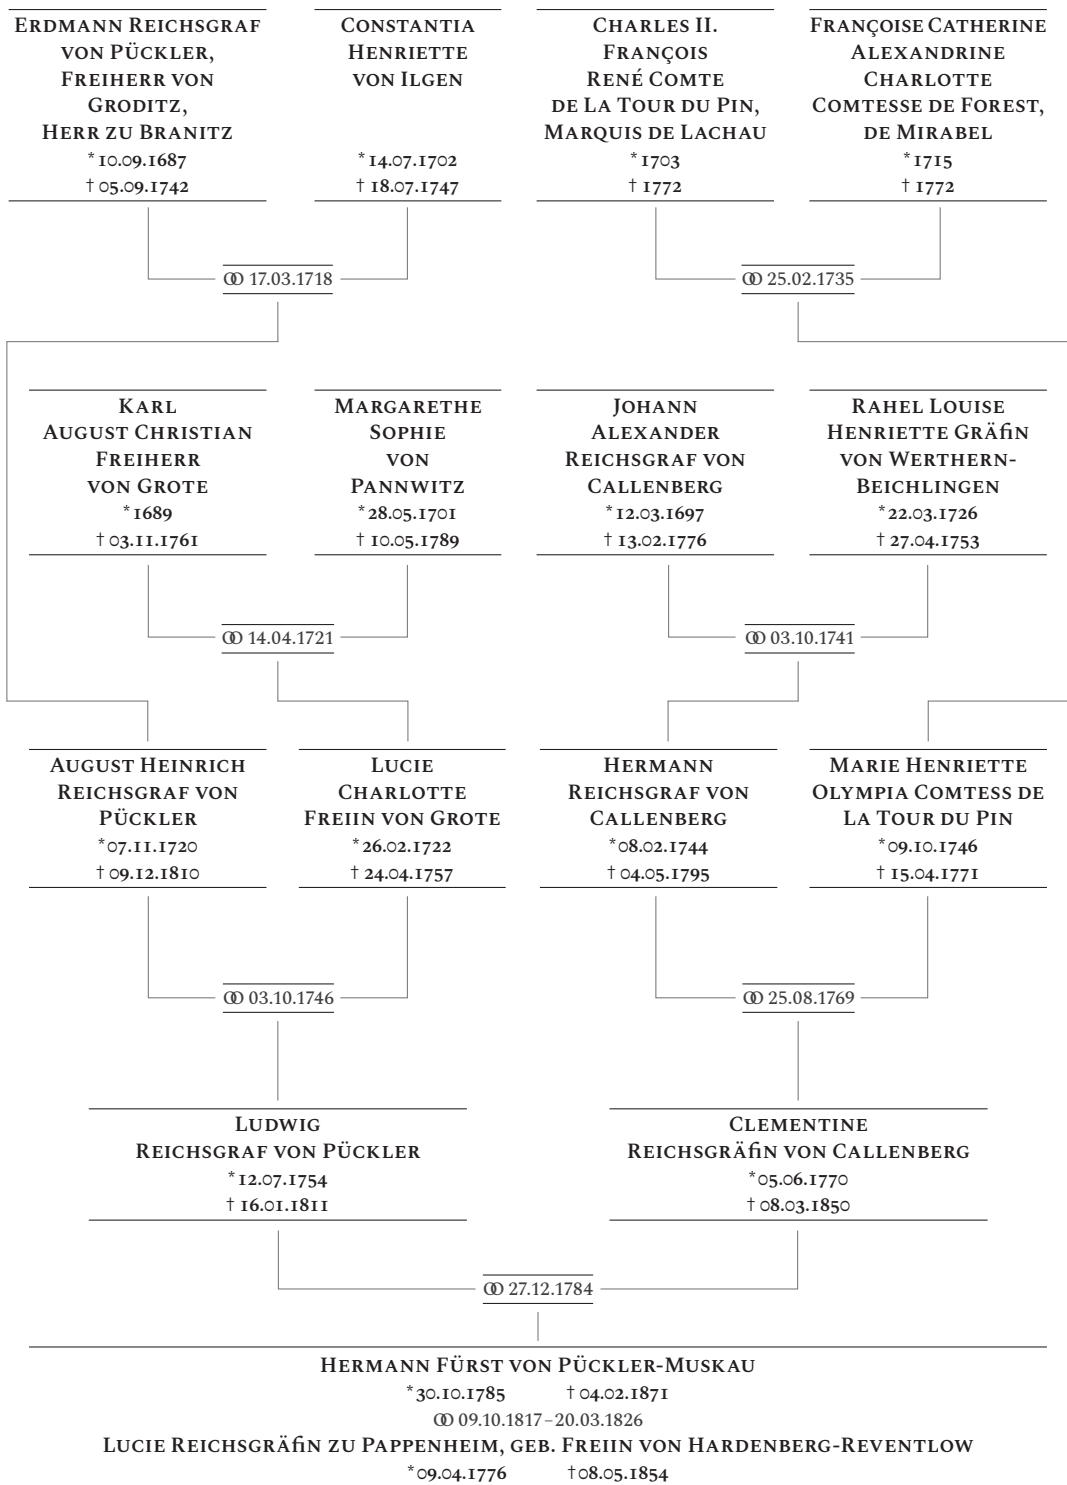 Erdmann Reichsgraf
von Pückler,
Freiherr von
Groditz,
Herr zu Branitz
*10.09.1687
† 05.09.1742
Constantia
Henriette
von Ilgen
*14.07.1702
† 18.07.1747
Charles II.
François
René Comte
de La Tour du Pin,
Marquis de Lachau
*1703
† 1772
Françoise Catherine
Alexandrine
Charlotte
Comtesse de Forest,
de Mirabel
*1715
† 1772
⚭ 17.03.1718
⚭ 25.02.1735
Karl
August Christian
Freiherr
von Grote
*1689
† 03.11.1761
Margarethe
Sophie
von
Pannwitz
*28.05.1701
† 10.05.1789
Johann
Alexander
Reichsgraf von
Callenberg
*12.03.1697
† 13.02.1776
Rahel Louise
Henriette Gräfin
von Werthern-
Beichlingen
*22.03.1726
† 27.04.1753
⚭ 14.04.1721
⚭ 03.10.1741
August Heinrich
Reichsgraf von
Pückler
*07.11.1720
† 09.12.1810
Lucie
Charlotte
Freiin von Grote
*26.02.1722
† 24.04.1757
Hermann
Reichsgraf von
Callenberg
*08.02.1744
† 04.05.1795
Marie Henriette
Olympia Comtess de
La Tour du Pin
*09.10.1746
† 15.04.1771
⚭ 03.10.1746
⚭ 25.08.1769
Ludwig
Reichsgraf von Pückler
*12.07.1754
† 16.01.1811
Clementine
Reichsgräfin von Callenberg
*05.06.1770
† 08.03.1850
⚭ 27.12.1784
Hermann Fürst von Pückler-Muskau
*30.10.1785 † 04.02.1871
⚭ 09.10.1817–20.03.1826
Lucie Reichsgräfin zu Pappenheim, geb. Freiin von Hardenberg-Reventlow
*09.04.1776 †08.05.1854